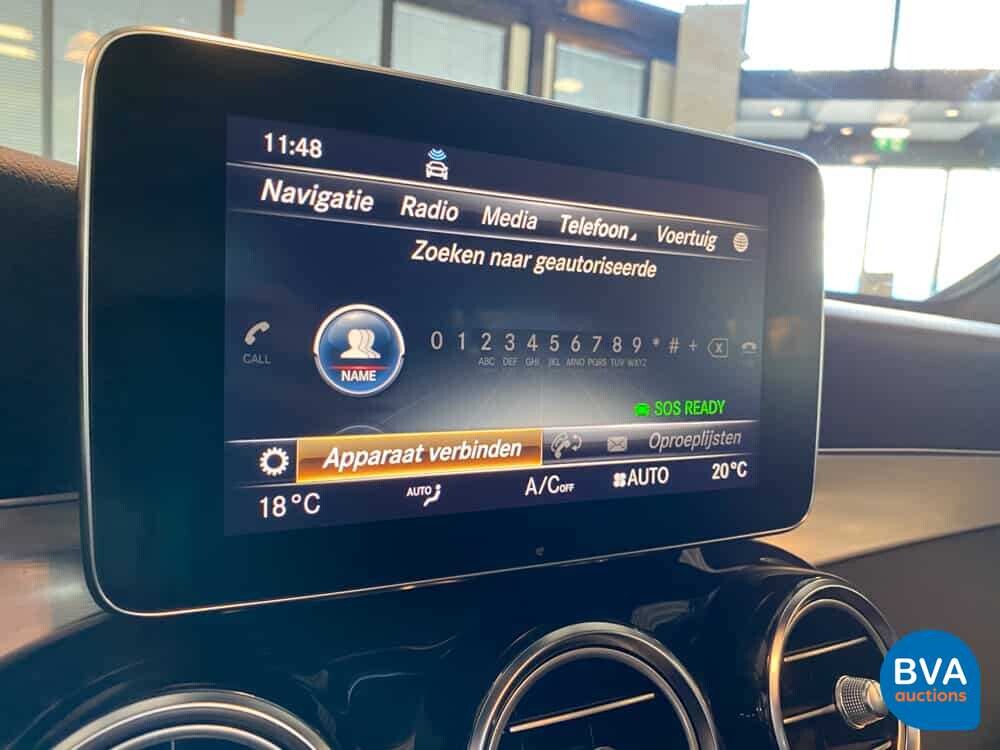 11:48
Navigatie Radio Media Telefoon Voertuig
Zoeken naar geautoriseerde
CALL NAME 0 1 2 3 4 5 6 7 8 9 * # +
ABC DEF GHI JKL MNO PQRS TUV WXYZ
SOS READY
Apparaat verbinden Oproeplijsten
18°C AUTO A/C OFF AUTO 20°C
BVA
auctions